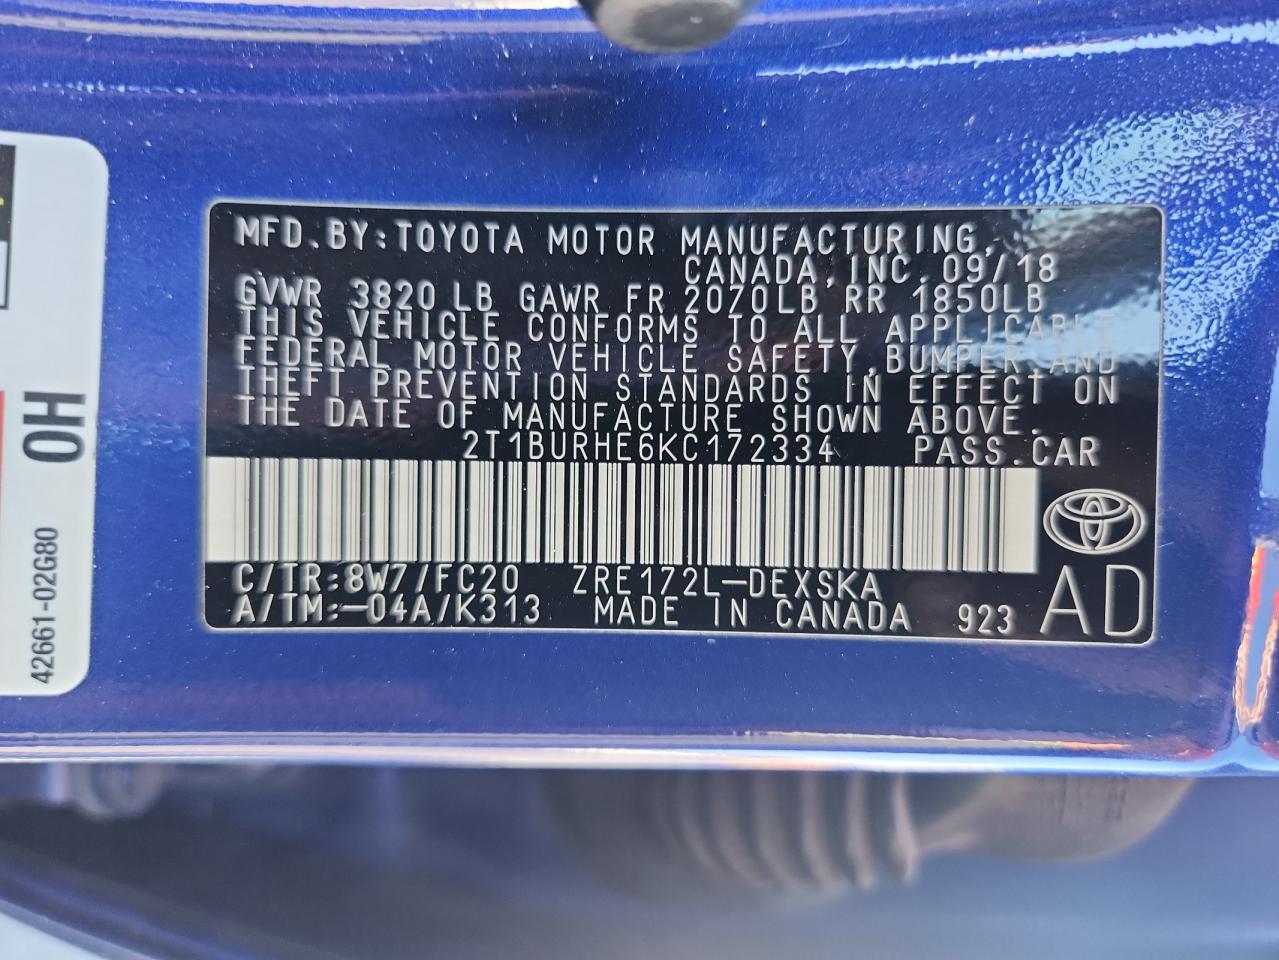 MFD.BY:TOYOTA MOTOR MANUFACTURING,
CANADA,INC. 09/18
GVWR 3820 LB GAWR FR 2070LB RR 1850LB
THIS VEHICLE CONFORMS TO ALL APPLICABLE
FEDERAL MOTOR VEHICLE SAFETY,BUMPER,AND
THEFT PREVENTION STANDARDS IN EFFECT ON
THE DATE OF MANUFACTURE SHOWN ABOVE.
2T1BURHE6KC172334 PASS.CAR
C/TR:8W7/FC20 ZRE172L-DEXSKA
A/TM:-04A/K313 MADE IN CANADA 923 AD
0H
42661-02G80